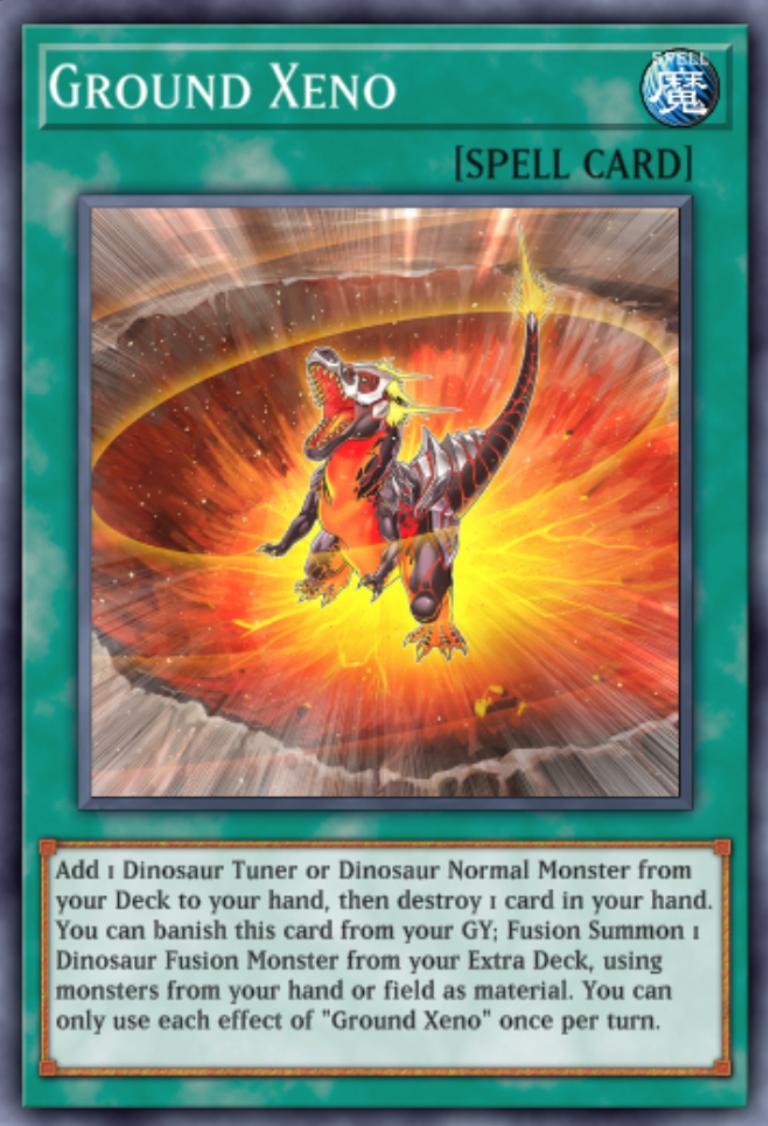 GROUND XENO
SPELL
魔
[SPELL CARD]
Add 1 Dinosaur Tuner or Dinosaur Normal Monster from
your Deck to your hand, then destroy 1 card in your hand.
You can banish this card from your GY; Fusion Summon 1
Dinosaur Fusion Monster from your Extra Deck, using
monsters from your hand or field as material. You can
only use each effect of "Ground Xeno" once per turn.